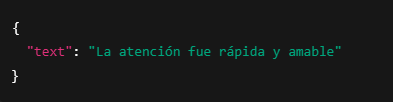 {
  "text": "La atención fue rápida y amable"
}